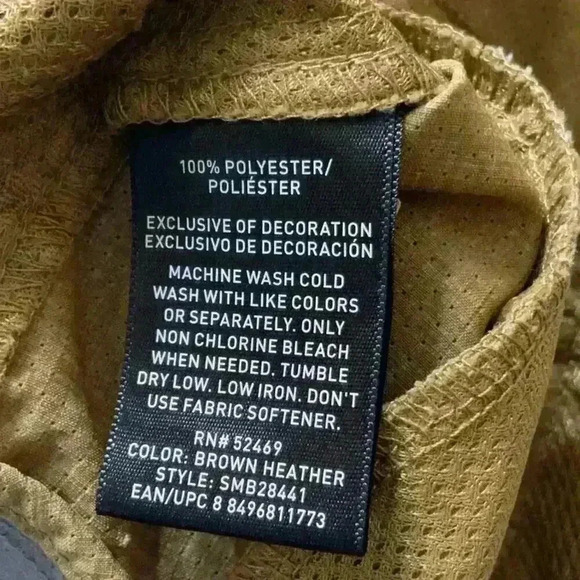 100% POLYESTER/
POLIÉSTER
EXCLUSIVE OF DECORATION
EXCLUSIVO DE DECORACIÓN
MACHINE WASH COLD
WASH WITH LIKE COLORS
OR SEPARATELY. ONLY
NON CHLORINE BLEACH
WHEN NEEDED. TUMBLE
DRY LOW. LOW IRON. DON'T
USE FABRIC SOFTENER.
RN# 52469
COLOR: BROWN HEATHER
STYLE: SMB28441
EAN/UPC 8 8496811773